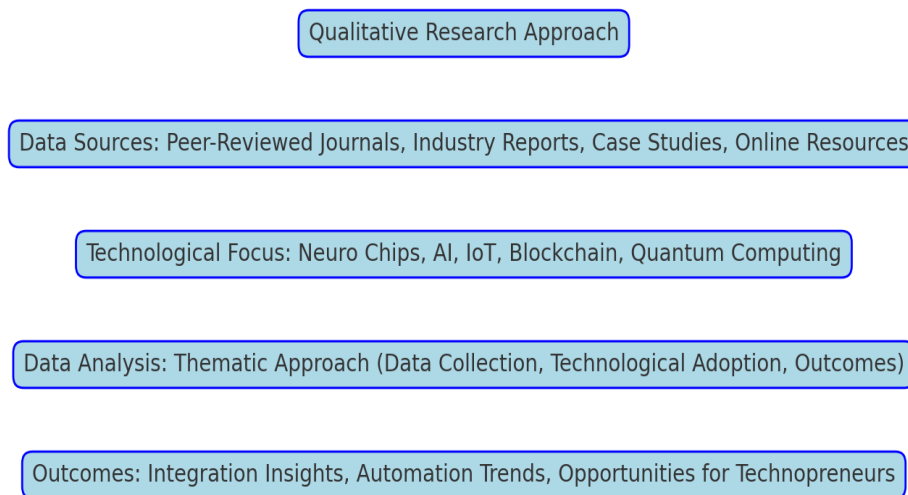 Qualitative Research Approach
Data Sources: Peer-Reviewed Journals, Industry Reports, Case Studies, Online Resources
Technological Focus: Neuro Chips, AI, IoT, Blockchain, Quantum Computing
Data Analysis: Thematic Approach (Data Collection, Technological Adoption, Outcomes)
Outcomes: Integration Insights, Automation Trends, Opportunities for Technopreneurs